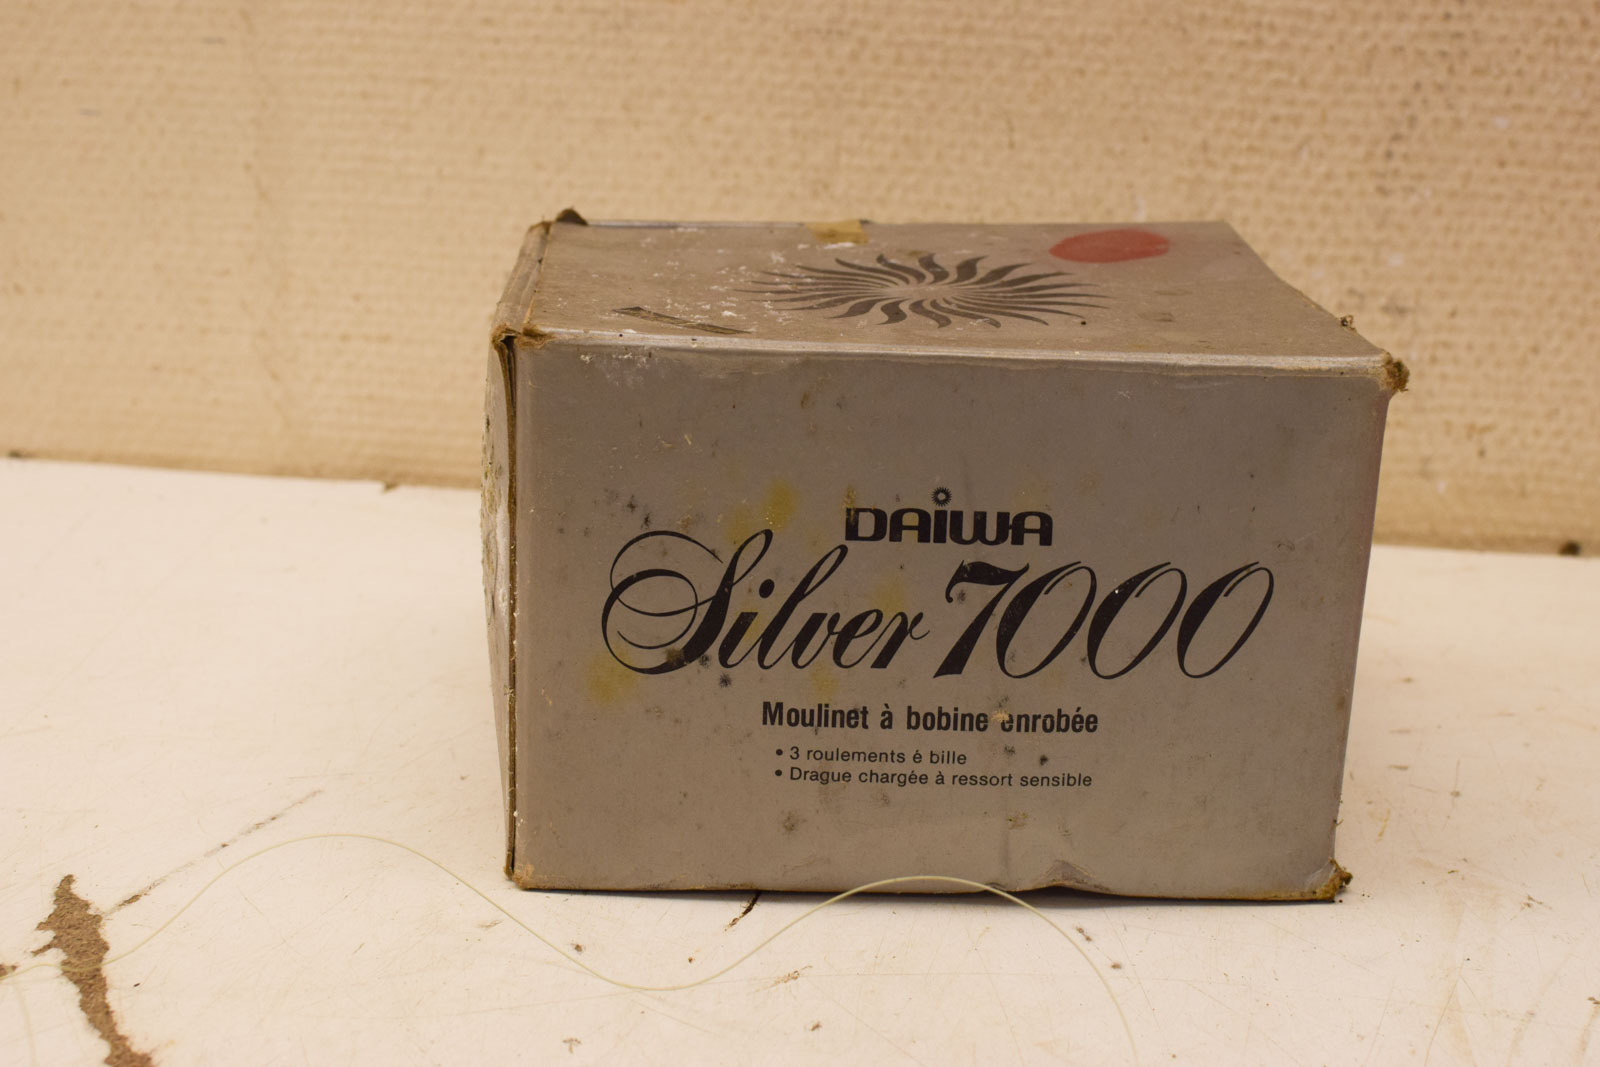 DAIWA
Silver 7000
Moulinet à bobine enrobée
• 3 roulements é bille
• Drague chargée à ressort sensible